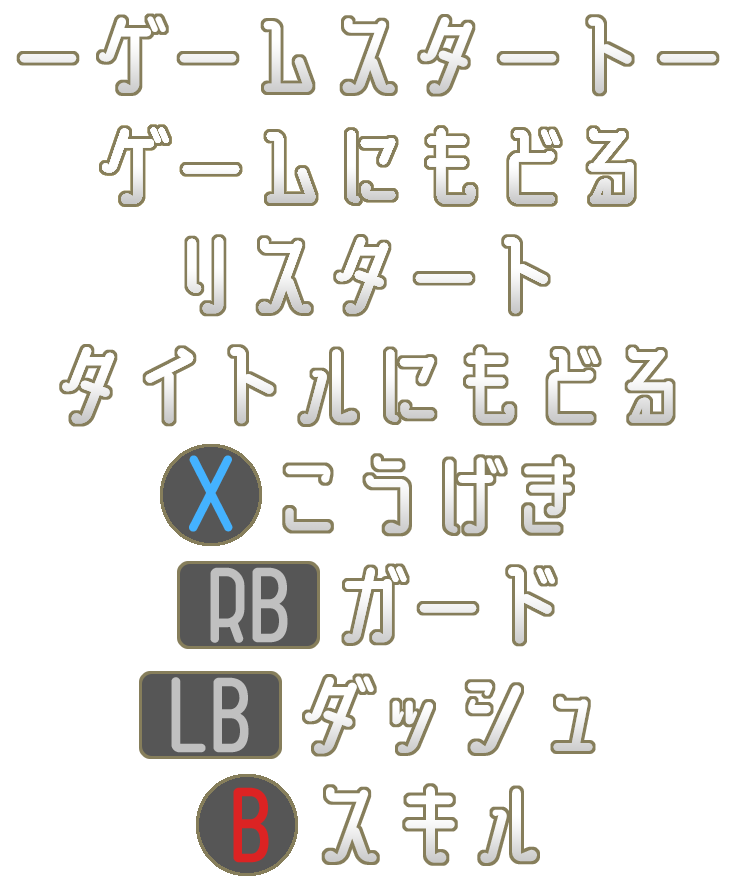 ーゲームスタートー
ゲームにもどる
リスタート
タイトルにもどる
X こうげき
RB ガード
LB ダッシュ
B スキル